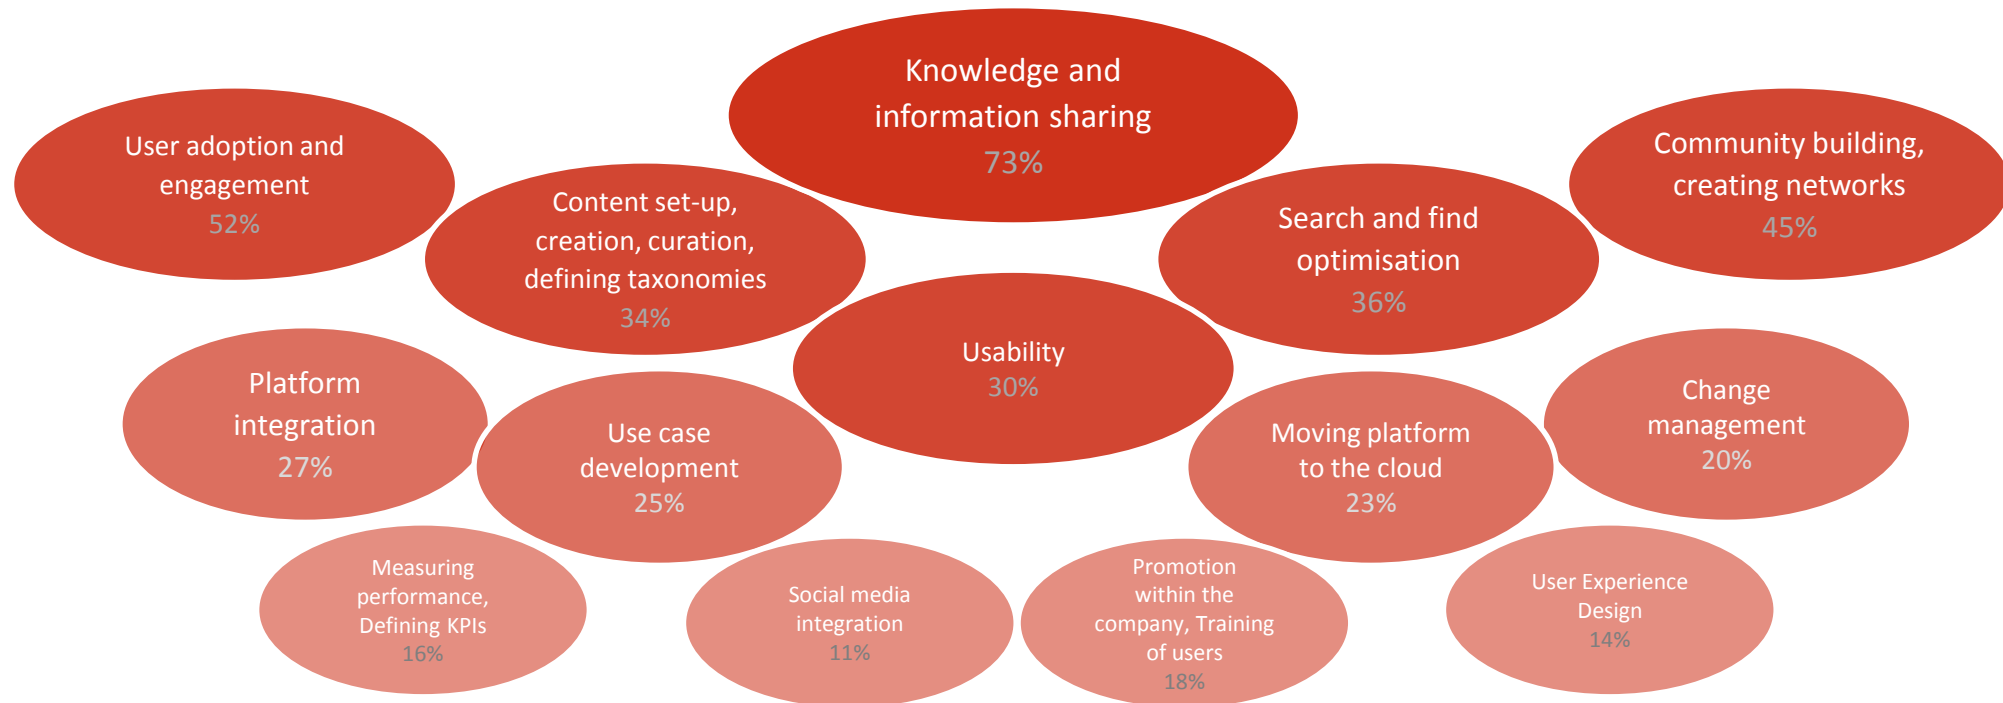 Knowledge and
information sharing
73%
User adoption and
engagement
52%
Content set-up,
creation, curation,
defining taxonomies
34%
Search and find
optimisation
36%
Community building,
creating networks
45%
Usability
30%
Platform
integration
27%
Use case
development
25%
Moving platform
to the cloud
23%
Change
management
20%
Measuring
performance,
Defining KPIs
16%
Social media
integration
11%
Promotion
within the
company, Training
of users
18%
User Experience
Design
14%